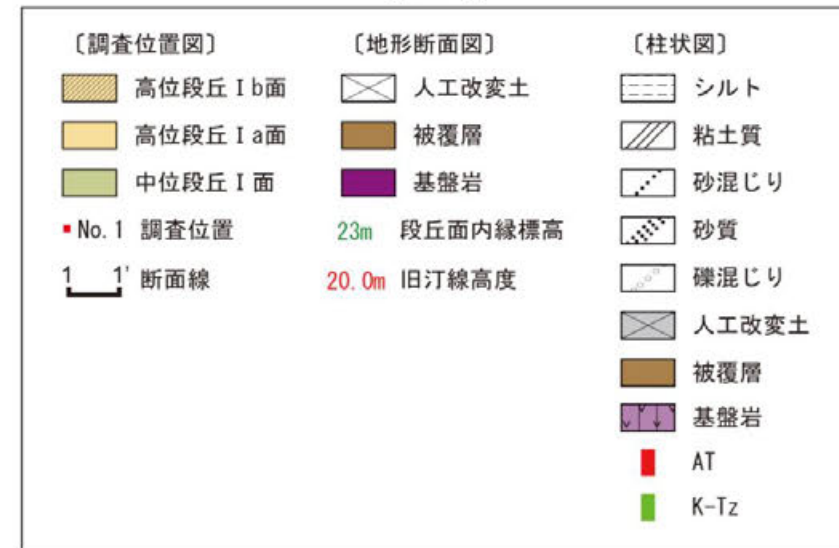 〔調査位置図〕
高位段丘Ⅰb面
高位段丘Ⅰa面
中位段丘Ⅰ面
No. 1 調査位置
1 1' 断面線
〔地形断面図〕
人工改変土
被覆層
基盤岩
23m 段丘面内縁標高
20.0m 旧汀線高度
〔柱状図〕
シルト
粘土質
砂混じり
砂質
礫混じり
人工改変土
被覆層
基盤岩
AT
K-Tz